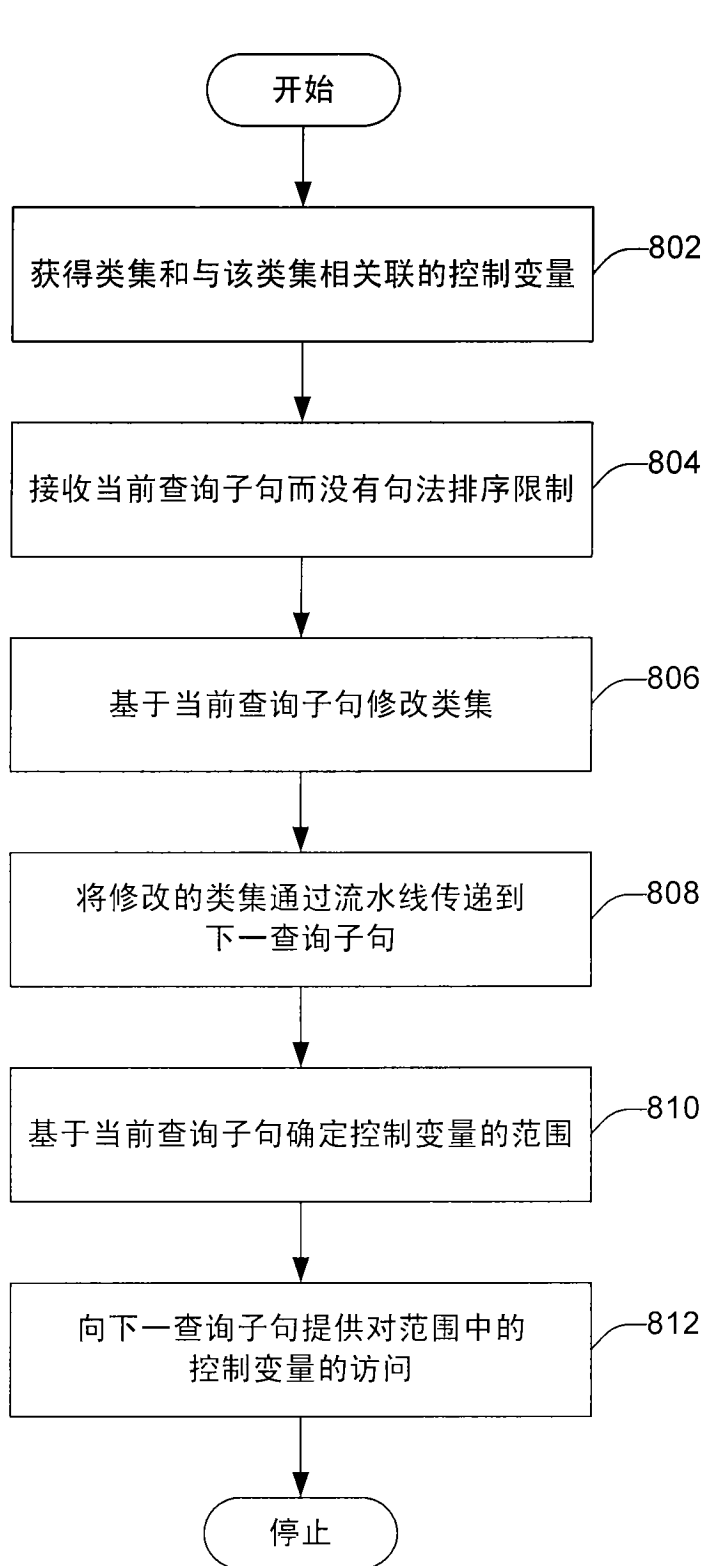 开始
获得类集和与该类集相关联的控制变量
802
接收当前查询子句而没有句法排序限制
804
基于当前查询子句修改类集
806
将修改的类集通过流水线传递到
下一查询子句
808
基于当前查询子句确定控制变量的范围
810
向下一查询子句提供对范围中的
控制变量的访问
812
停止